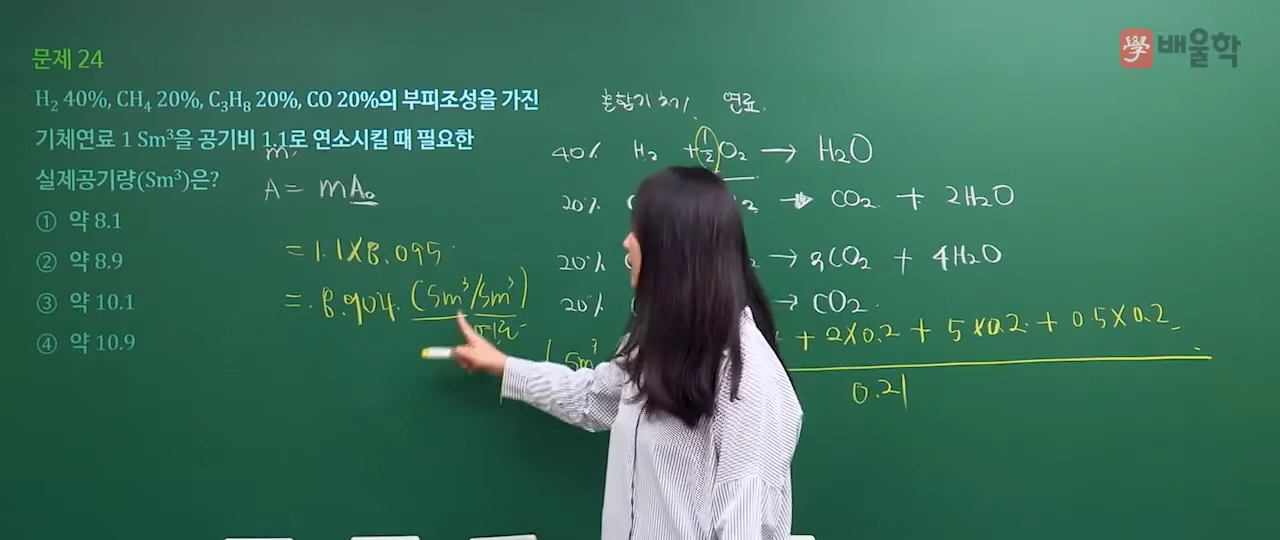 學 배울학
문제 24
H₂ 40%, CH₄ 20%, C₃H₈ 20%, CO 20%의 부피조성을 가진
기체연료 1 Sm³을 공기비 1.1로 연소시킬 때 필요한
실제공기량(Sm³)은?
① 약 8.1
② 약 8.9
③ 약 10.1
④ 약 10.9
m
A = mA₀
= 1.1×8.095
= 8.904 (Sm³/Sm³)
연료
40% H₂ + 1/2 O₂ → H₂O
20% → CO₂ + 2H₂O
20% → 3CO₂ + 4H₂O
20% → CO₂
Sm³ + 2×0.2 + 5×0.2 + 0.5×0.2
0.21